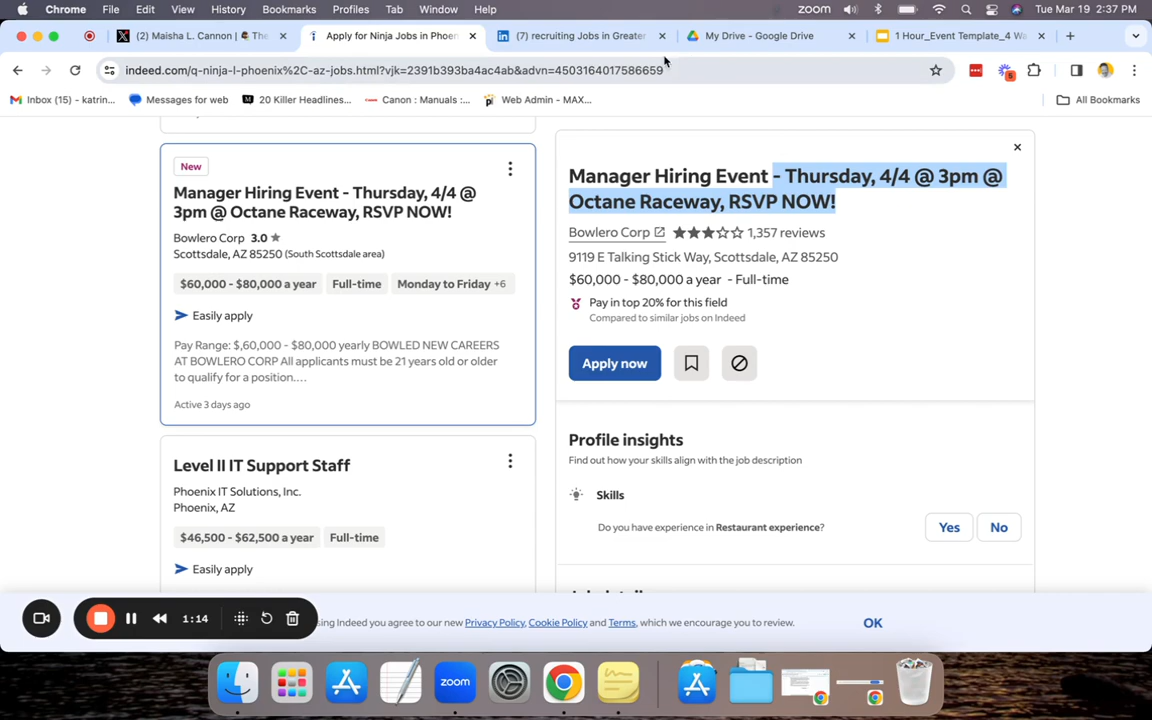 Chrome File Edit View History Bookmarks Profiles Tab Window Help zoom Tue Mar 19 2:37 PM
(2) Maisha L. Cannon | The
Apply for Ninja Jobs in Phoen
in (7) recruiting Jobs in Greater
My Drive - Google Drive
1 Hour_Event Template_4 Wa
indeed.com/q-ninja-l-phoenix%2C-az-jobs.html?vjk=2391b393ba4ac4ab&advn=4503164017586659
5
Inbox (15) - katrin... Messages for web 20 Killer Headlines... Canon : Manuals :... Web Admin - MAX... All Bookmarks
New
Manager Hiring Event - Thursday, 4/4 @
3pm @ Octane Raceway, RSVP NOW!
Bowlero Corp 3.0
Scottsdale, AZ 85250 (South Scottsdale area)
$60,000 - $80,000 a year Full-time Monday to Friday +6
Easily apply
Pay Range: $,60,000 - $80,000 yearly BOWLED NEW CAREERS
AT BOWLERO CORP All applicants must be 21 years old or older
to qualify for a position....
Active 3 days ago
Level II IT Support Staff
Phoenix IT Solutions, Inc.
Phoenix, AZ
$46,500 - $62,500 a year Full-time
Easily apply
Manager Hiring Event - Thursday, 4/4 @ 3pm @
Octane Raceway, RSVP NOW!
Bowlero Corp 1,357 reviews
9119 E Talking Stick Way, Scottsdale, AZ 85250
$60,000 - $80,000 a year - Full-time
Pay in top 20% for this field
Compared to similar jobs on Indeed
Apply now
Profile insights
Find out how your skills align with the job description
Skills
Do you have experience in Restaurant experience?
Yes No
1:14
using Indeed you agree to our new Privacy Policy, Cookie Policy and Terms, which we encourage you to review.
OK
zoom